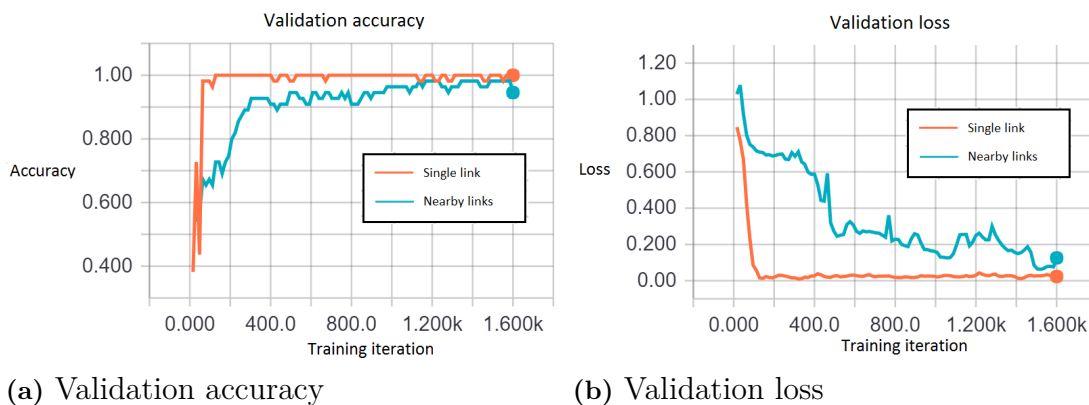 Validation accuracy
1.00
0.800
0.600
0.400
Accuracy
Single link
Nearby links
0.000 400.0 800.0 1.200k 1.600k
Training iteration
(a) Validation accuracy
Validation loss
1.20
1.00
0.800
0.600
0.400
0.200
0.00
Loss
Single link
Nearby links
0.000 400.0 800.0 1.200k 1.600k
Training iteration
(b) Validation loss